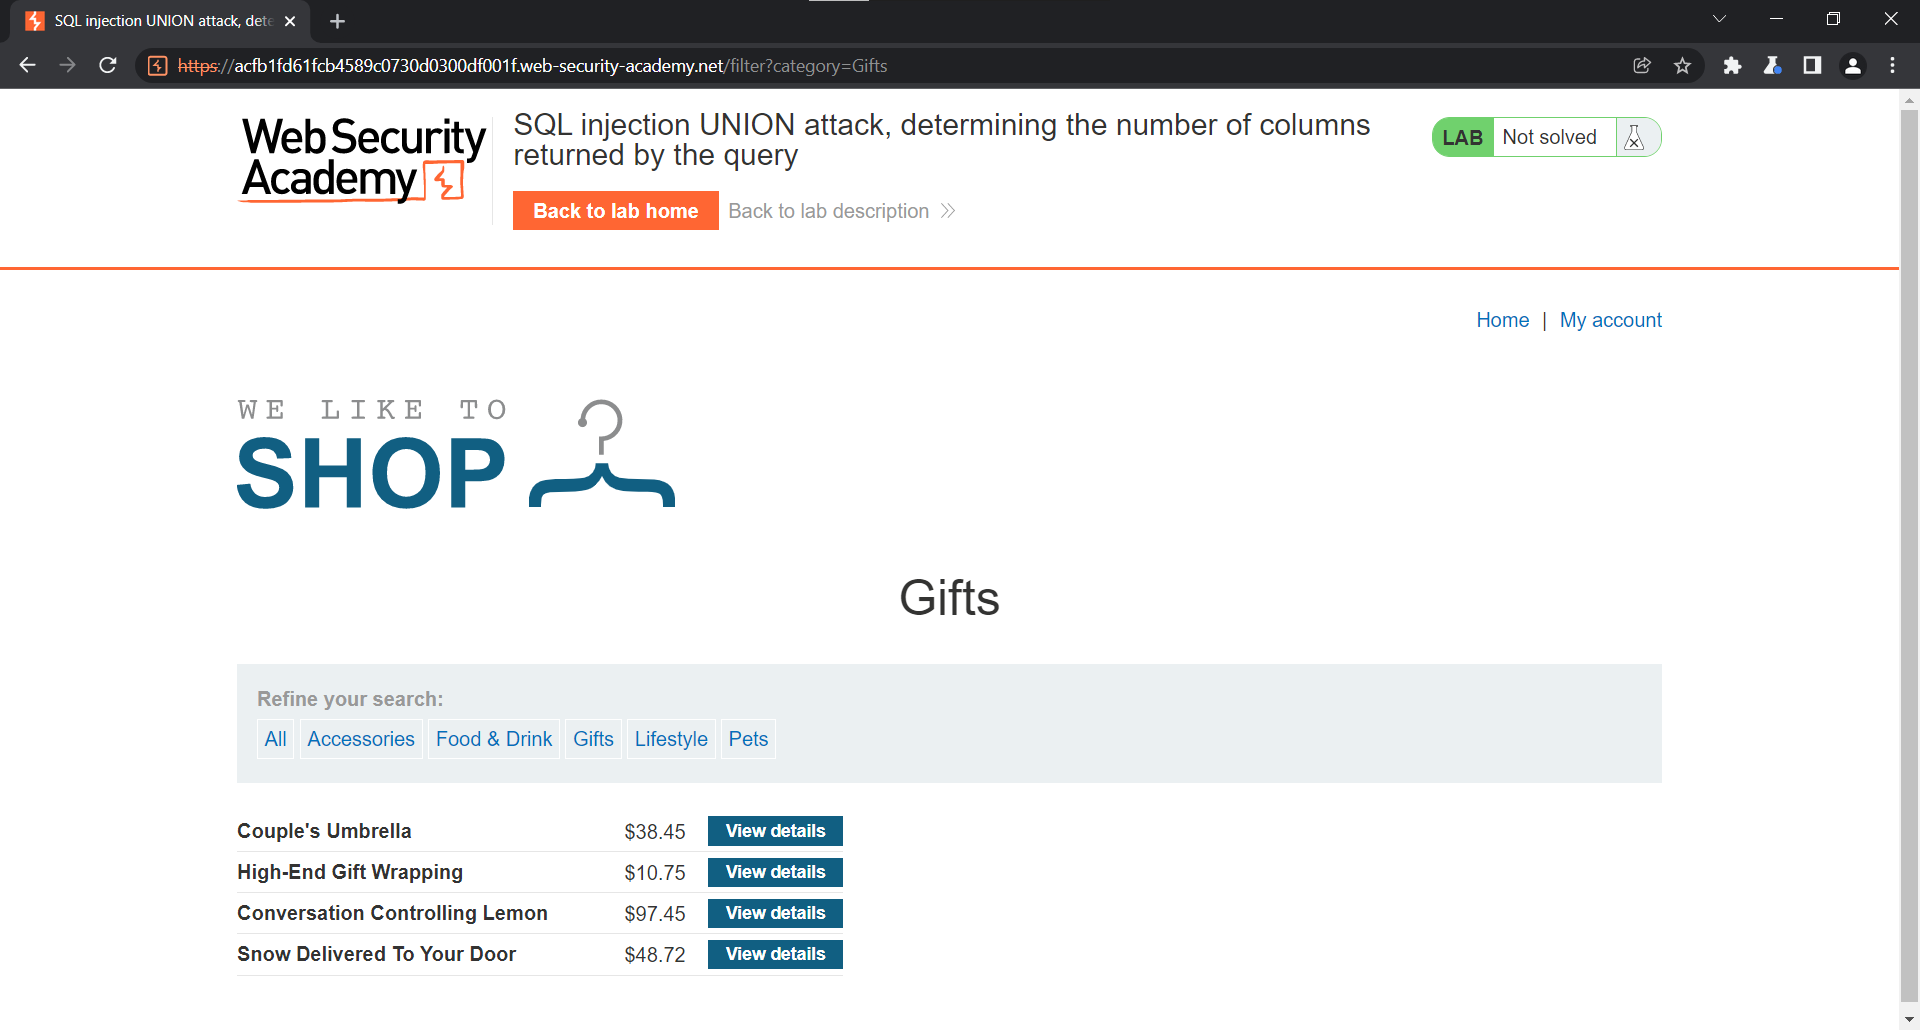 SQL injection UNION attack, dete
https://acfb1fd61fcb4589c0730d0300df001f.web-security-academy.net/filter?category=Gifts
Web Security
Academy
SQL injection UNION attack, determining the number of columns
returned by the query
LAB Not solved
Back to lab home Back to lab description
Home | My account
WE LIKE TO
SHOP
Gifts
Refine your search:
All Accessories Food & Drink Gifts Lifestyle Pets
Couple's Umbrella $38.45 View details
High-End Gift Wrapping $10.75 View details
Conversation Controlling Lemon $97.45 View details
Snow Delivered To Your Door $48.72 View details